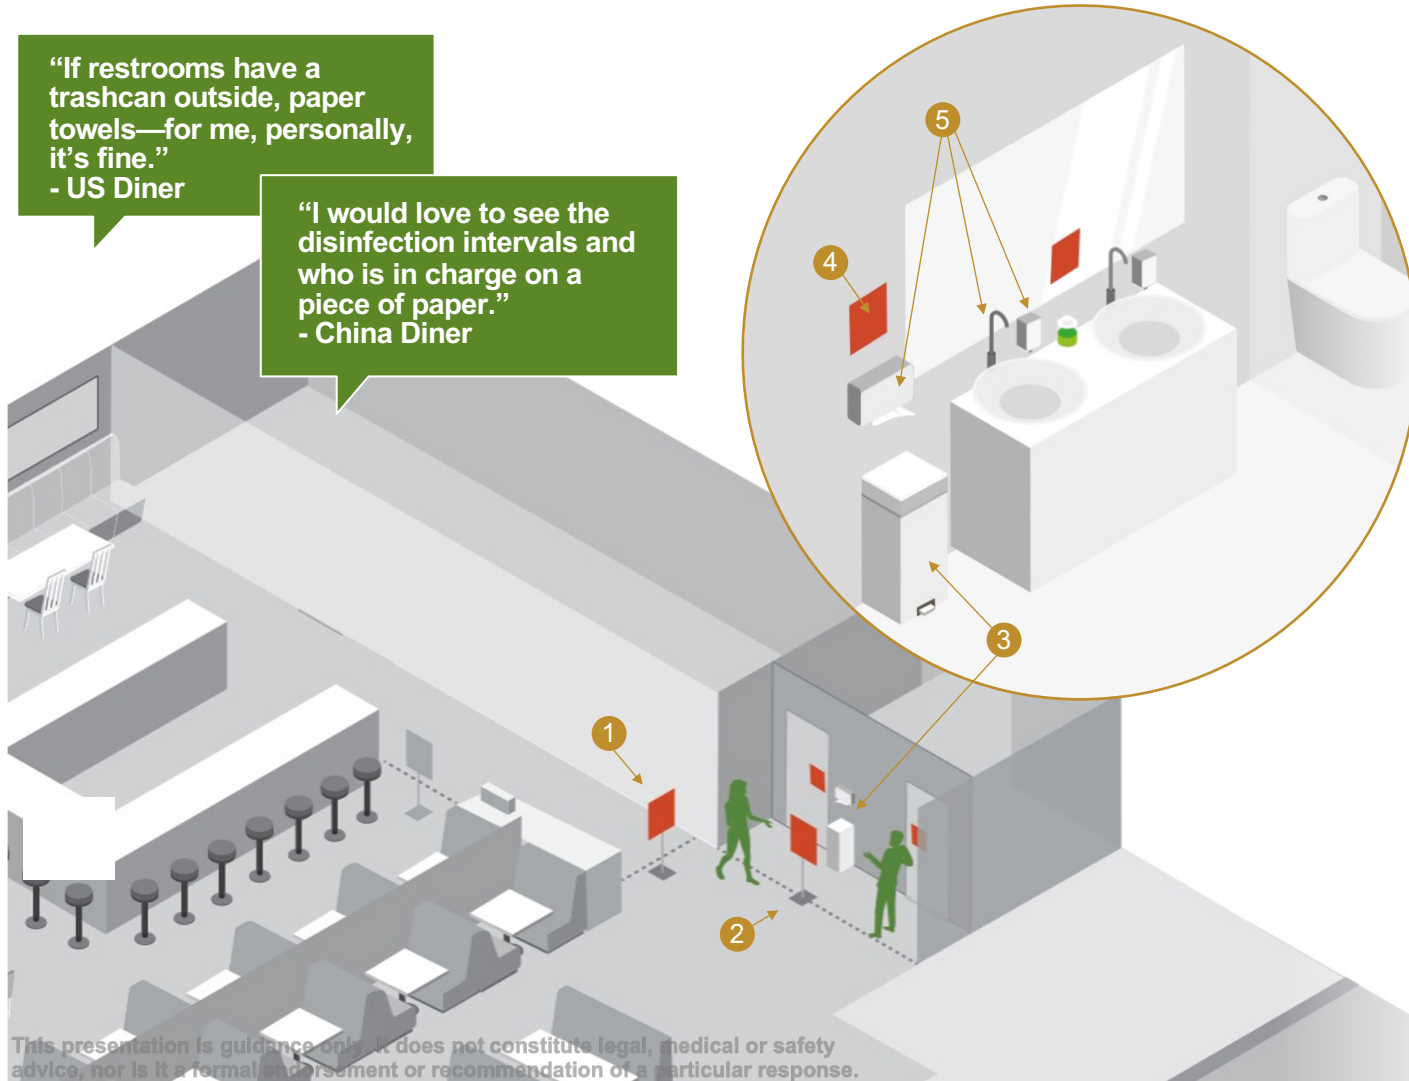 “If restrooms have a
trashcan outside, paper
towels—for me, personally,
it’s fine.”
- US Diner
“I would love to see the
disinfection intervals and
who is in charge on a
piece of paper.”
- China Diner
5
4
3
1
2
This presentation is guidance only. It does not constitute legal, medical or safety
advice, nor is it a formal endorsement or recommendation of a particular response.